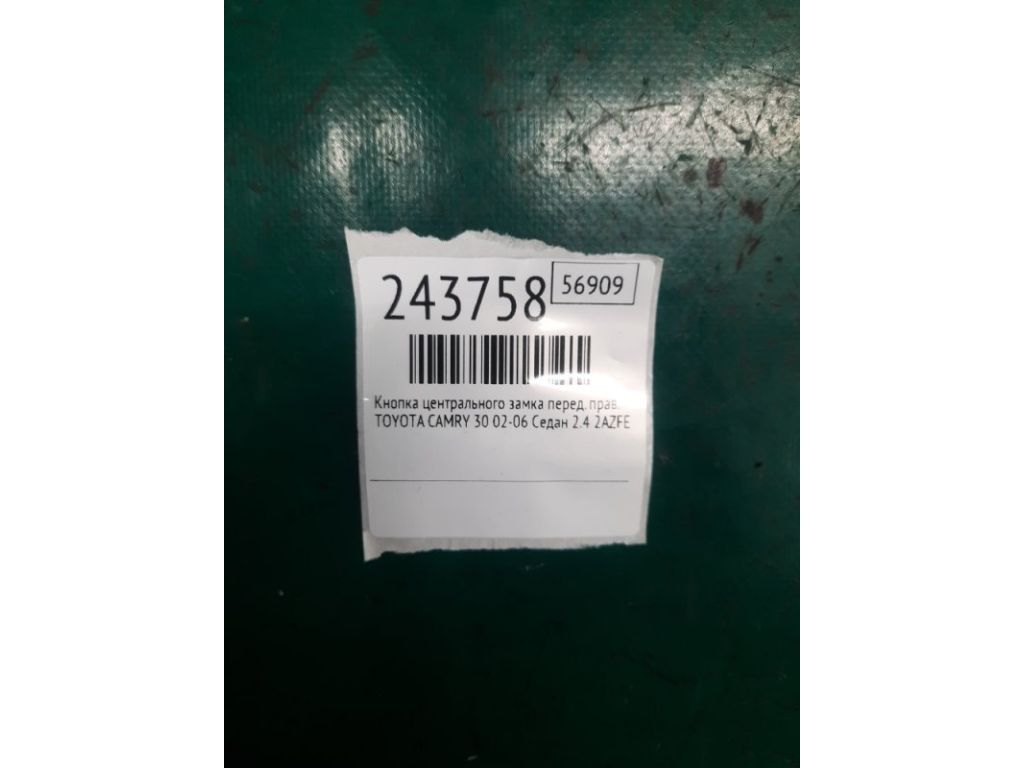 243758 56909
Кнопка центрального замка перед. прав.
TOYOTA CAMRY 30 02-06 Седан 2.4 2AZFE